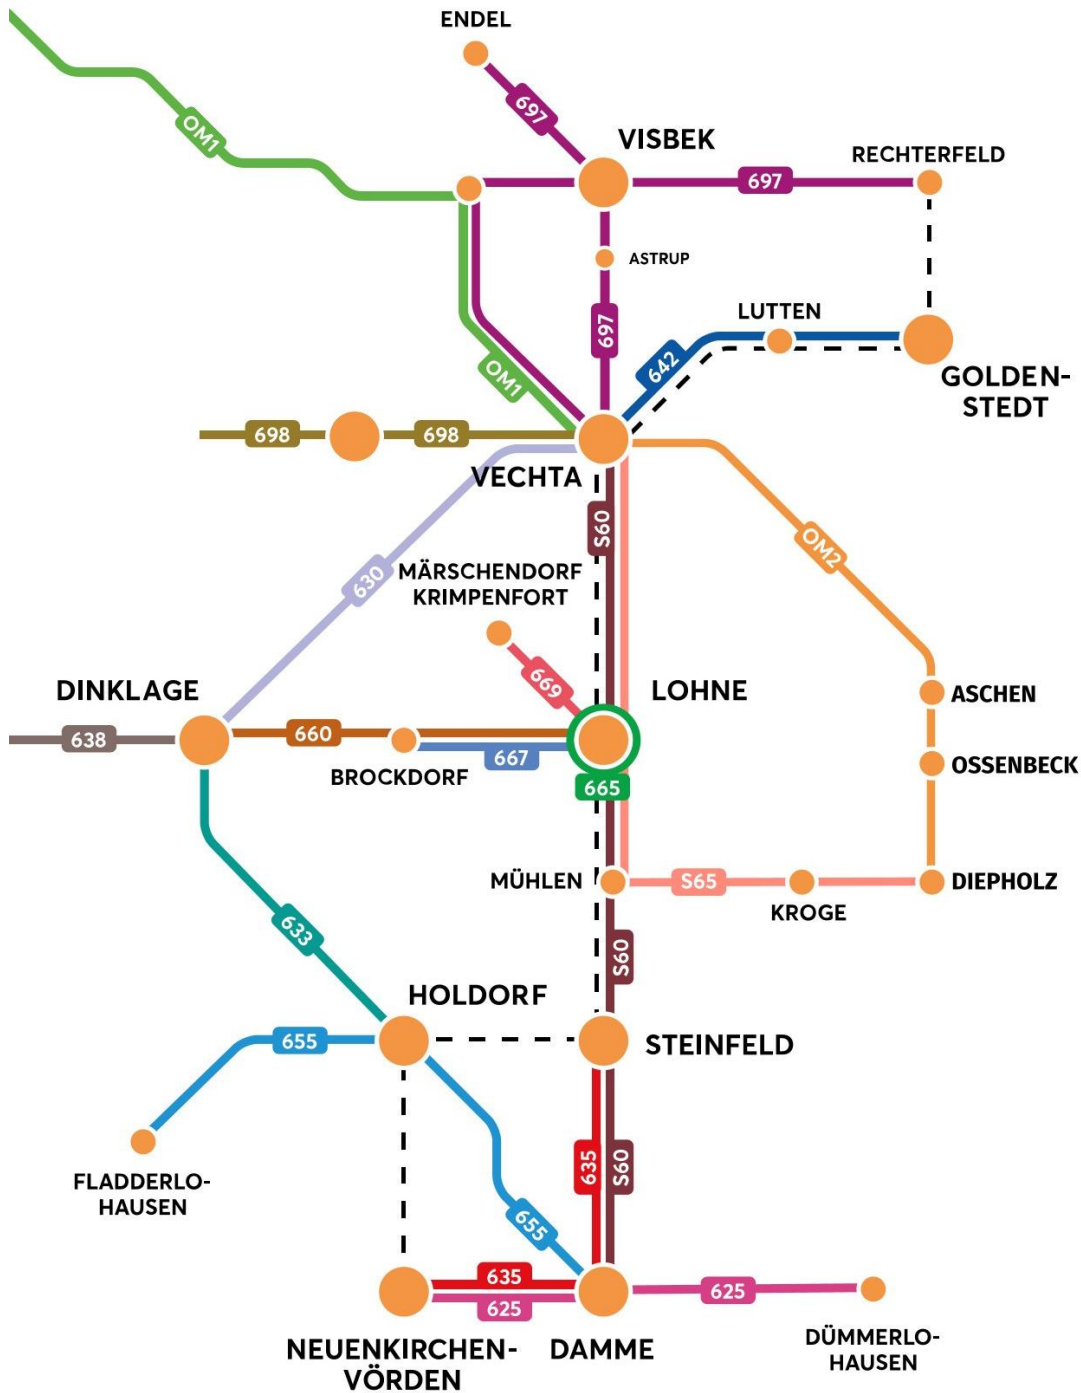 ENDEL
697
OM1
VISBEK
RECHTERFELD
697
ASTRUP
LUTTEN
697
642
OM1
GOLDEN-
STEDT
698
698
VECHTA
S60
OM2
630
MÄRSCHENDORF
KRIMPENFORT
669
DINKLAGE
LOHNE
ASCHEN
638
660
667
BROCKDORF
OSSENBECK
665
MÜHLEN
S65
DIEPHOLZ
KROGE
633
S60
HOLDORF
655
STEINFELD
635
S60
FLADDERLO-
HAUSEN
655
635
625
625
NEUENKIRCHEN-
VÖRDEN
DAMME
DÜMMERLO-
HAUSEN